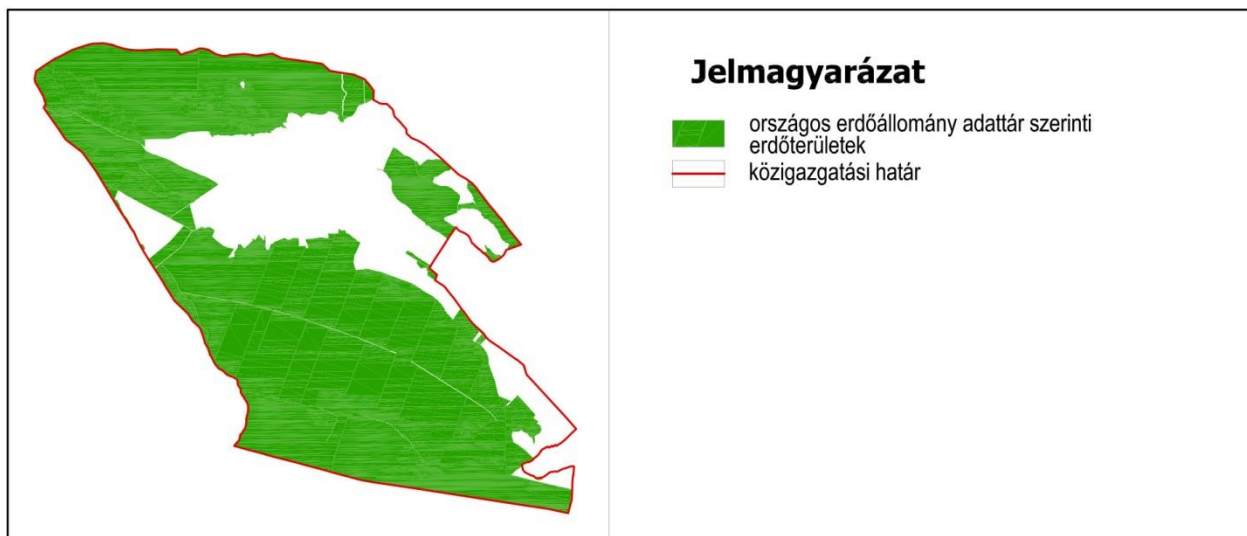 Jelmagyarázat
országos erdőállomány adattár szerinti
erdőterületek
közigazgatási határ